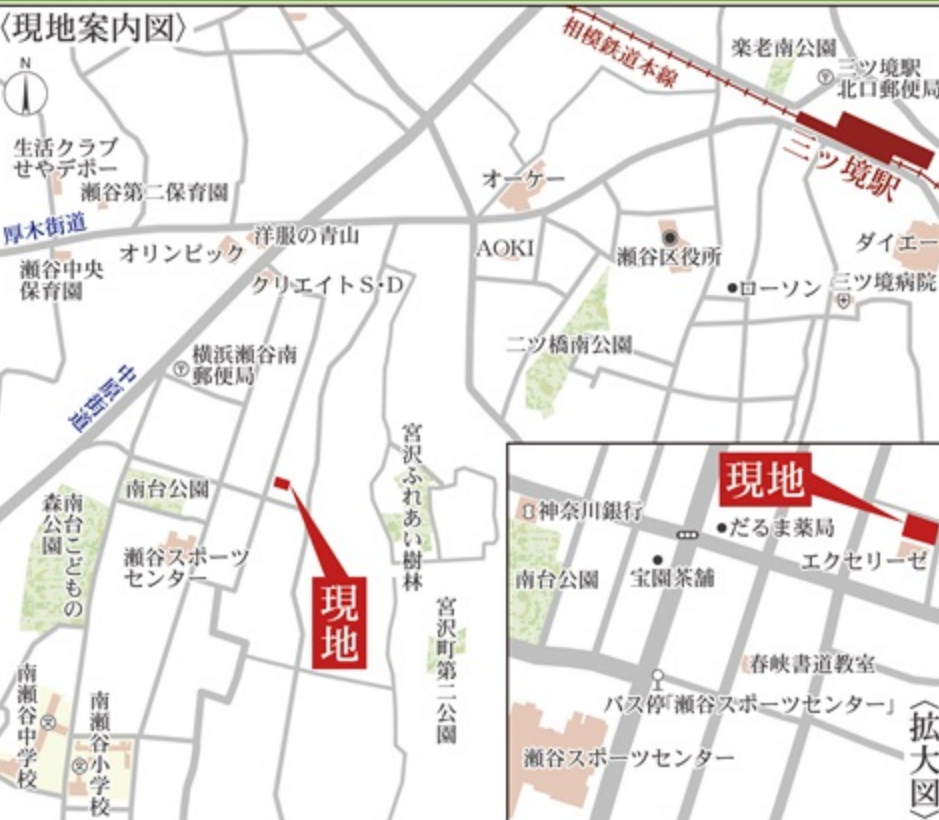 〈現地案内図〉
N
相模鉄道本線
楽老南公園
三ツ境駅
北口郵便局
三ツ境駅
生活クラブ
せやデポー
瀬谷第二保育園
オーケー
厚木街道
オリンピック
洋服の青山
AOKI
瀬谷区役所
ダイエー
瀬谷中央
保育園
クリエイトS・D
ローソン
三ツ境病院
横浜瀬谷南
郵便局
二ツ橋南公園
中原街道
宮沢ふれあい樹林
南台公園
南台こどもの
森公園
瀬谷スポーツ
センター
現地
宮沢町第二公園
南瀬谷中学校
南瀬谷小学校
現地
神奈川銀行
だるま薬局
エクセリーゼ
南台公園
宝園茶舗
春峡書道教室
バス停「瀬谷スポーツセンター」
瀬谷スポーツセンター
〈拡大図〉